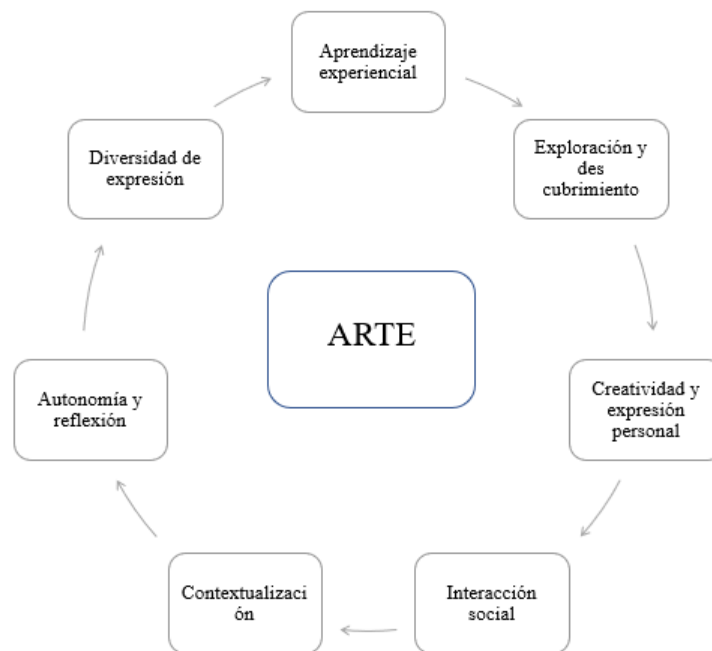 Aprendizaje
experiencial
Exploración y
des
cubrimiento
Creatividad y
expresión
personal
Interacción
social
Contextualizaci
ón
Autonomía y
reflexión
Diversidad de
expresión
ARTE